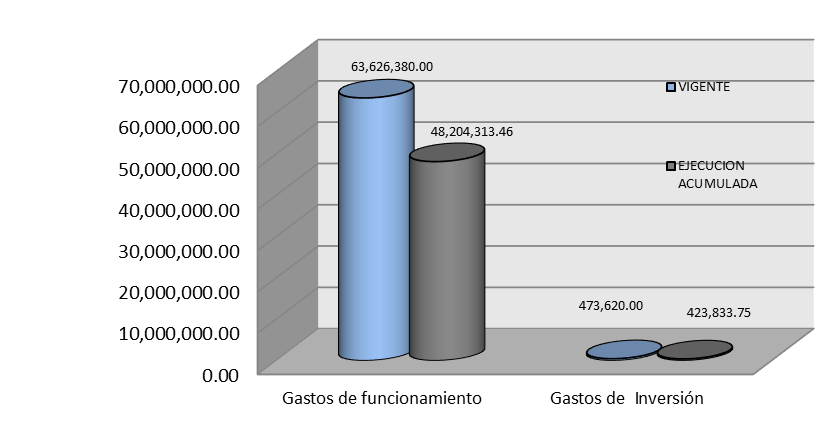 63,626,380.00
48,204,313.46
473,620.00
423,833.75
VIGENTE
EJECUCION
ACUMULADA
70,000,000.00
60,000,000.00
50,000,000.00
40,000,000.00
30,000,000.00
20,000,000.00
10,000,000.00
0.00
Gastos de funcionamiento
Gastos de Inversión